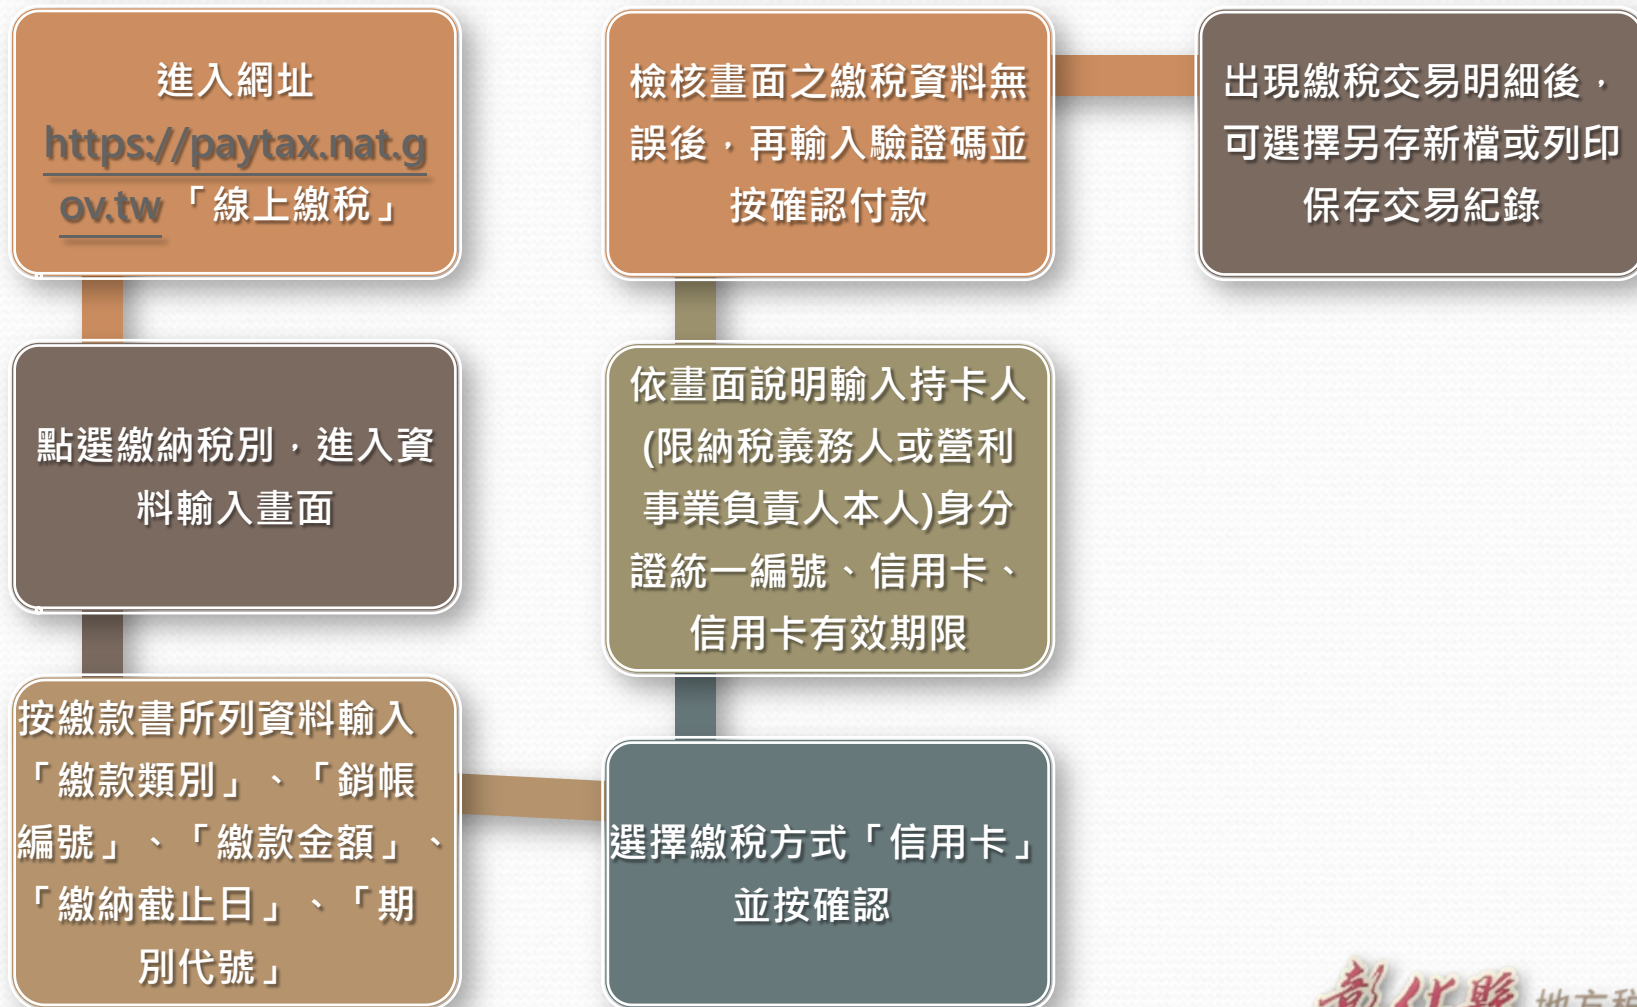 進入網址
https://paytax.nat.g
ov.tw「線上繳稅」
點選繳納稅別，進入資
料輸入畫面
按繳款書所列資料輸入
「繳款類別」、「銷帳
編號」、「繳款金額」、
「繳納截止日」、「期
別代號」
選擇繳稅方式「信用卡」
並按確認
依畫面說明輸入持卡人
(限納稅義務人或營利
事業負責人本人)身分
證統一編號、信用卡、
信用卡有效期限
檢核畫面之繳稅資料無
誤後，再輸入驗證碼並
按確認付款
出現繳稅交易明細後，
可選擇另存新檔或列印
保存交易紀錄
彰化縣 地方稅